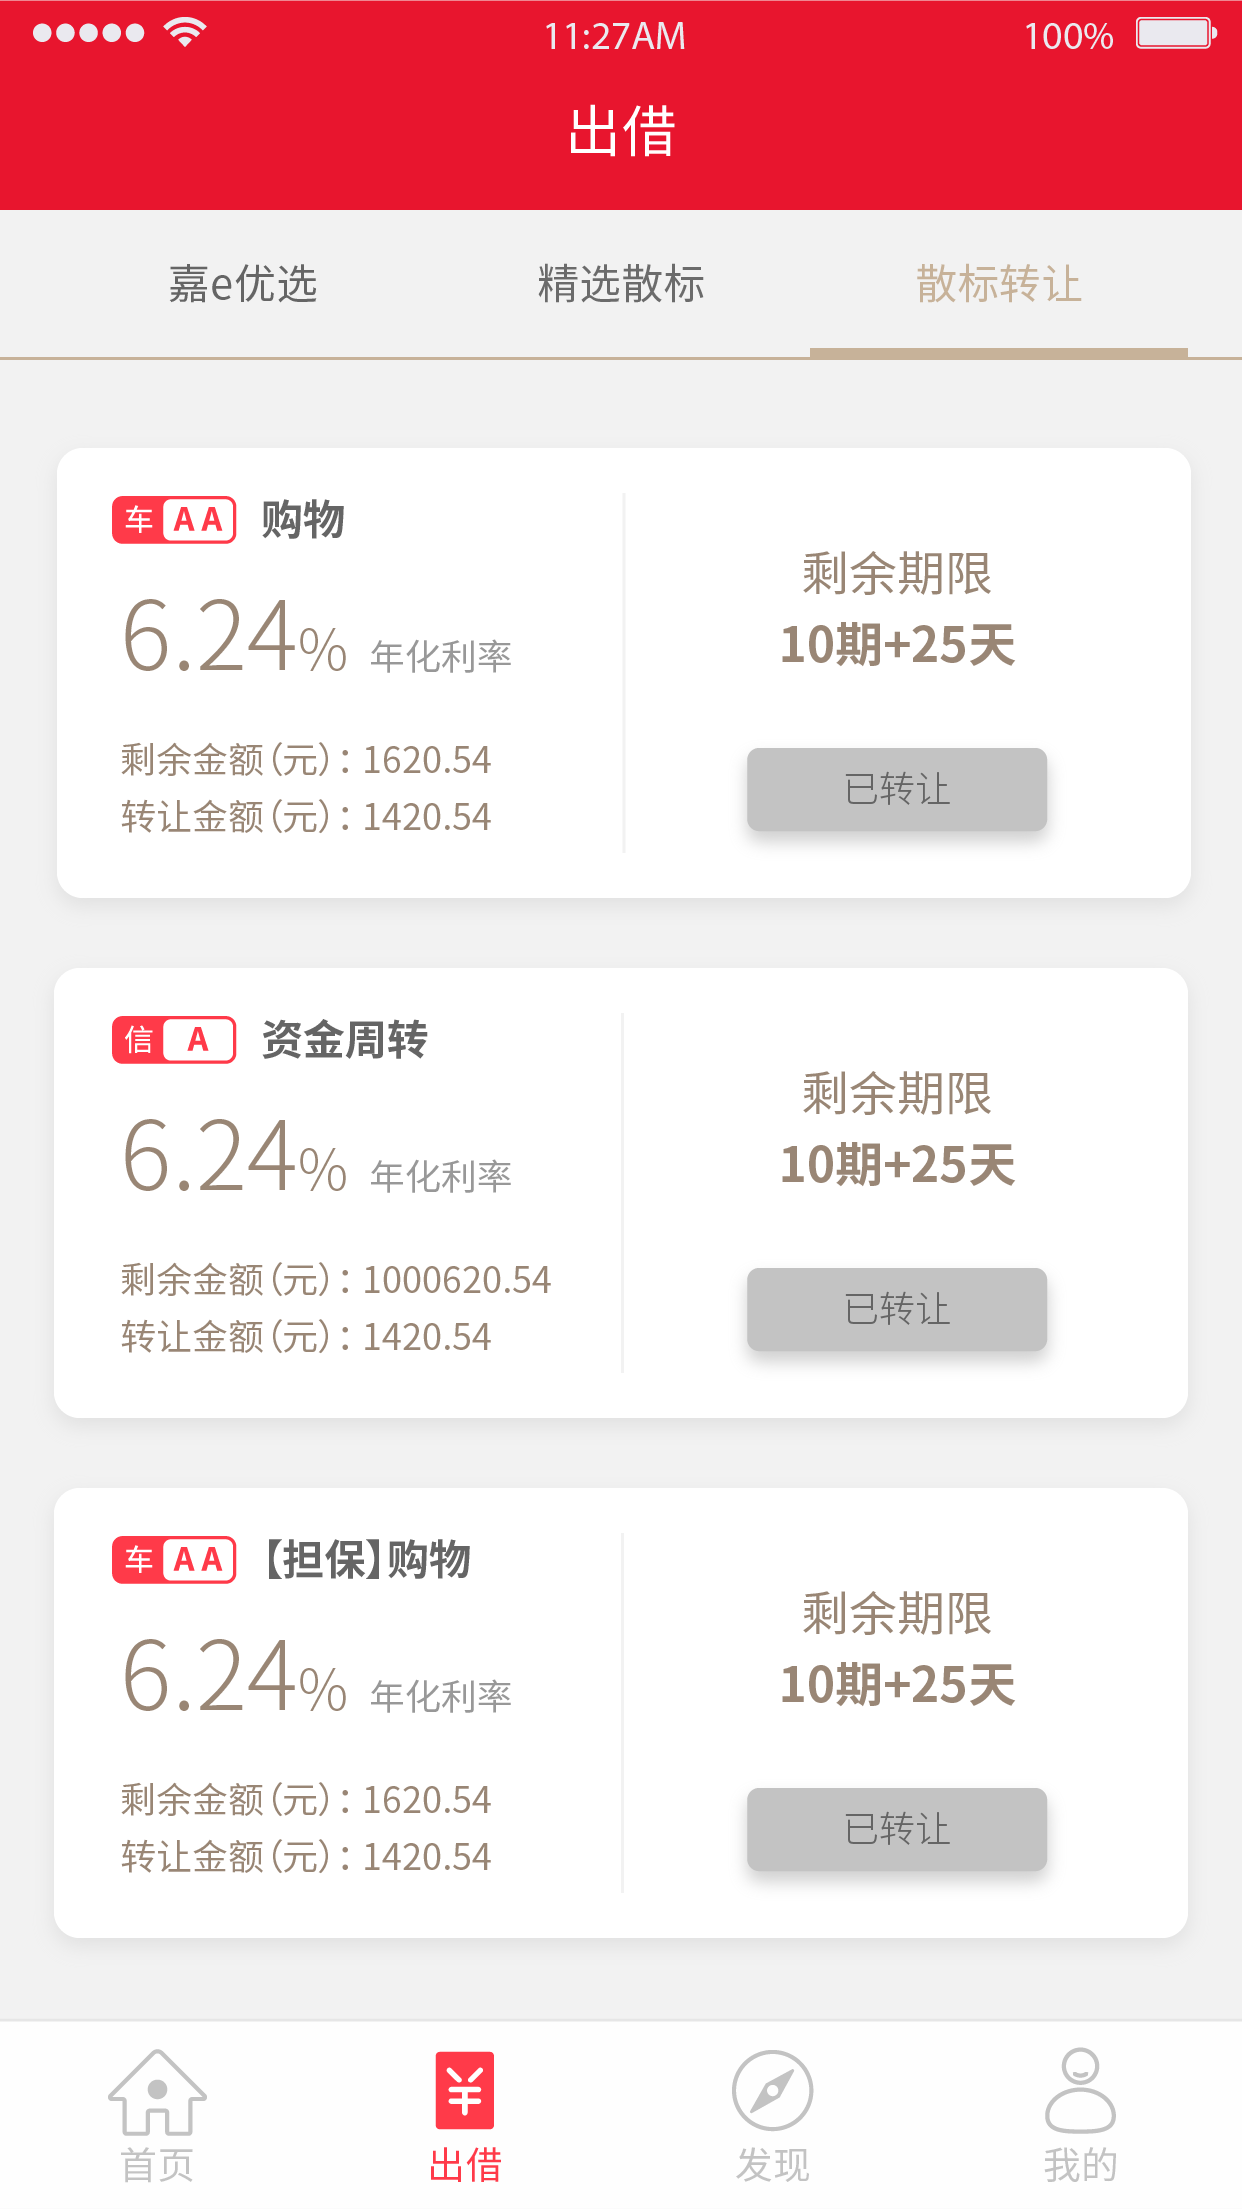 11:27AM 100%
出借
嘉e优选 精选散标 散标转让
车 AA 购物
6.24% 年化利率
剩余金额(元)：1620.54
转让金额(元)：1420.54
剩余期限
10期+25天
已转让
信 A 资金周转
6.24% 年化利率
剩余金额(元)：1000620.54
转让金额(元)：1420.54
剩余期限
10期+25天
已转让
车 AA 【担保】购物
6.24% 年化利率
剩余金额(元)：1620.54
转让金额(元)：1420.54
剩余期限
10期+25天
已转让
首页 出借 发现 我的